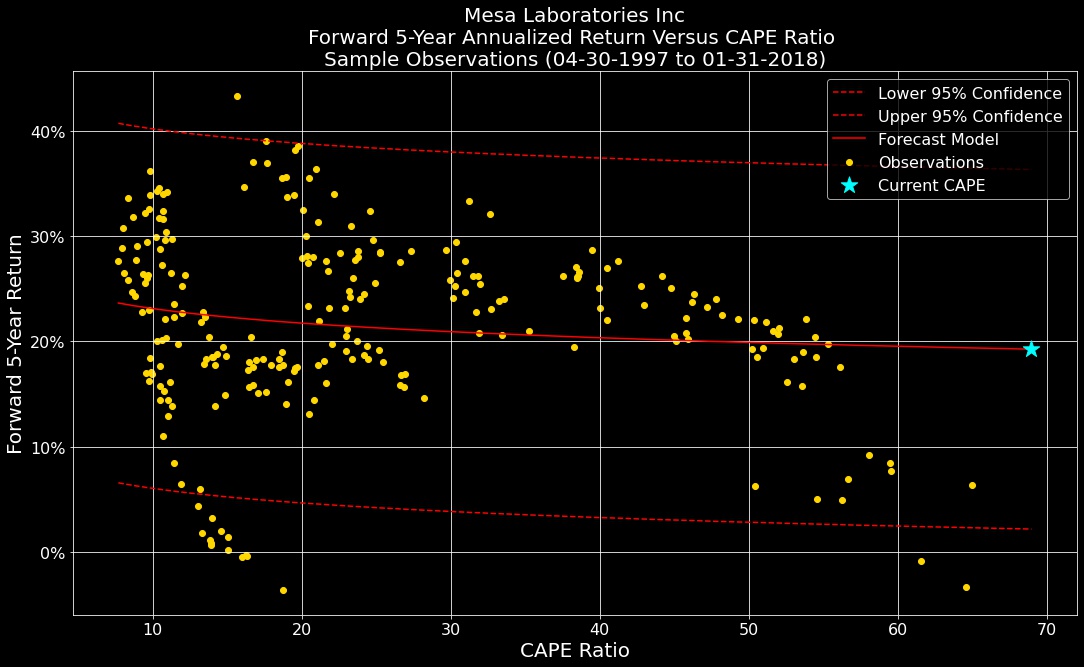 Mesa Laboratories Inc
Forward 5-Year Annualized Return Versus CAPE Ratio
Sample Observations (04-30-1997 to 01-31-2018)
Lower 95% Confidence
Upper 95% Confidence
Forecast Model
Observations
Current CAPE
Forward 5-Year Return
40%
30%
20%
10%
0%
10 20 30 40 50 60 70
CAPE Ratio